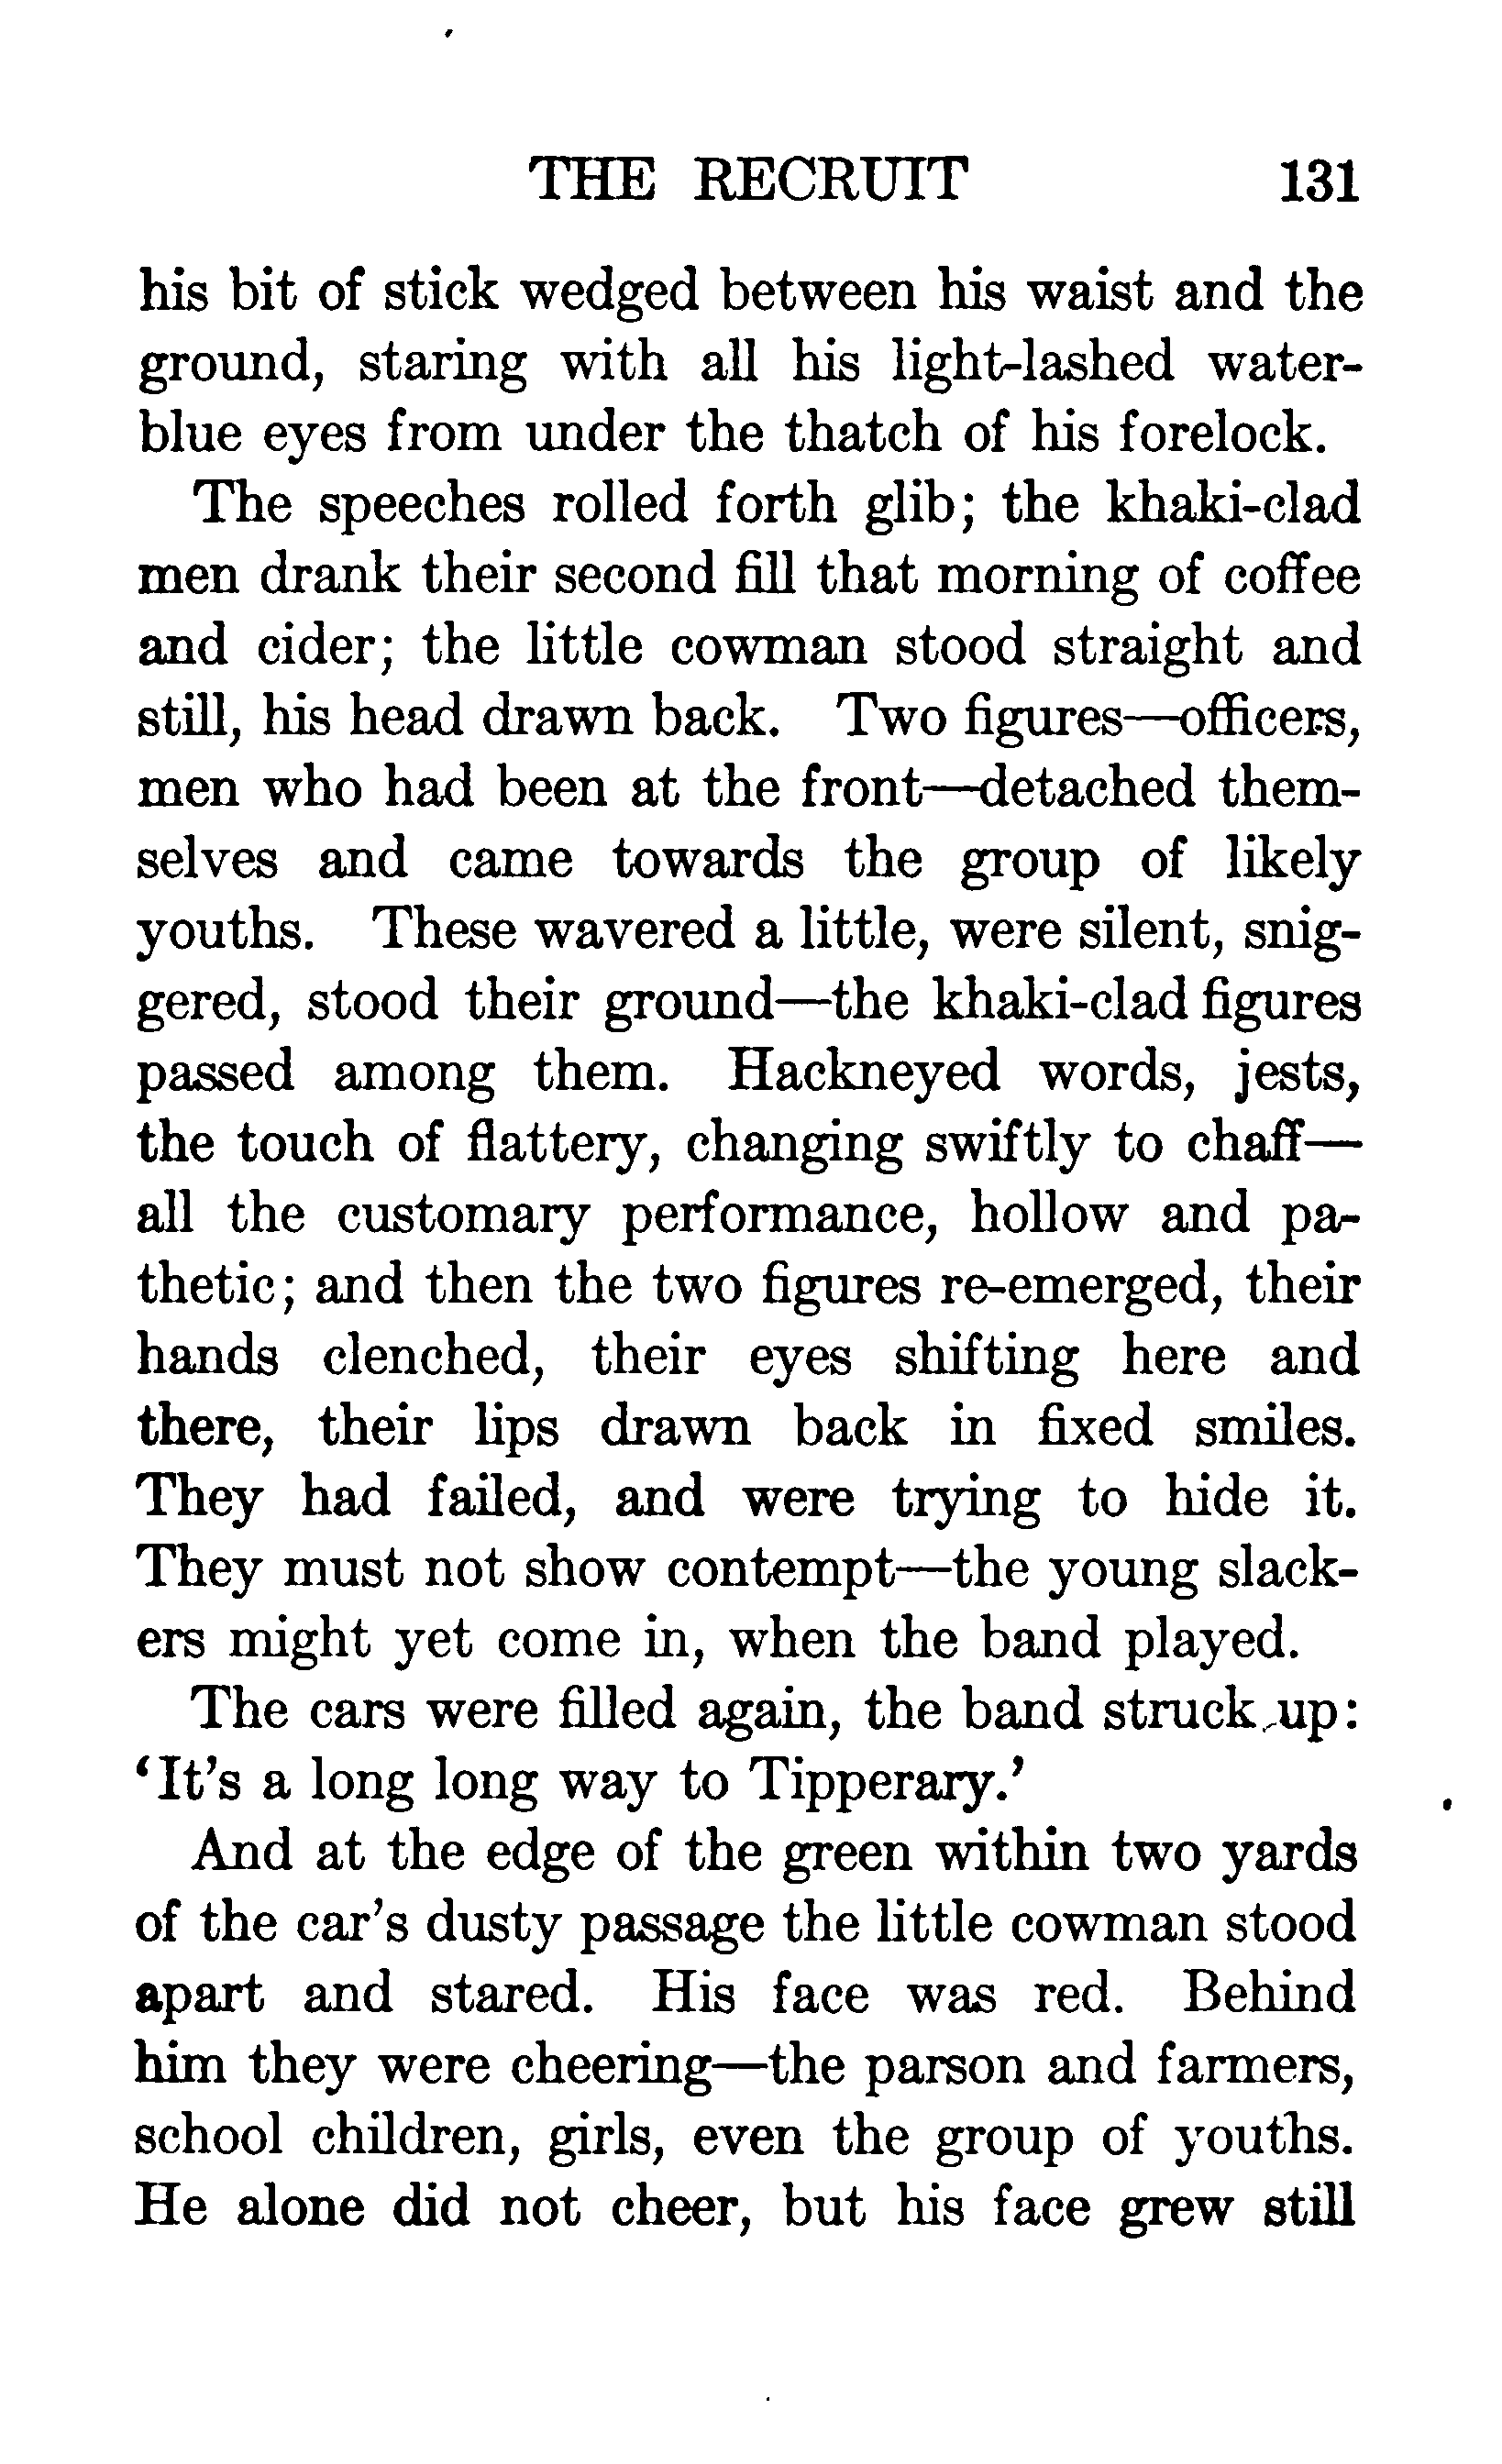 THE RECRUIT 131
his bit of stick wedged between his waist and the
ground, staring with all his light-lashed water-
blue eyes from under the thatch of his forelock.
The speeches rolled forth glib; the khaki-clad
men drank their second fill that morning of coffee
and cider; the little cowman stood straight and
still, his head drawn back. Two figures—officers,
men who had been at the front—detached them-
selves and came towards the group of likely
youths. These wavered a little, were silent, snig-
gered, stood their ground—the khaki-clad figures
passed among them. Hackneyed words, jests,
the touch of flattery, changing swiftly to chaff—
all the customary performance, hollow and pa-
thetic; and then the two figures re-emerged, their
hands clenched, their eyes shifting here and
there, their lips drawn back in fixed smiles.
They had failed, and were trying to hide it.
They must not show contempt—the young slack-
ers might yet come in, when the band played.
The cars were filled again, the band struck up:
‘It’s a long long way to Tipperary.’
And at the edge of the green within two yards
of the car’s dusty passage the little cowman stood
apart and stared. His face was red. Behind
him they were cheering—the parson and farmers,
school children, girls, even the group of youths.
He alone did not cheer, but his face grew still